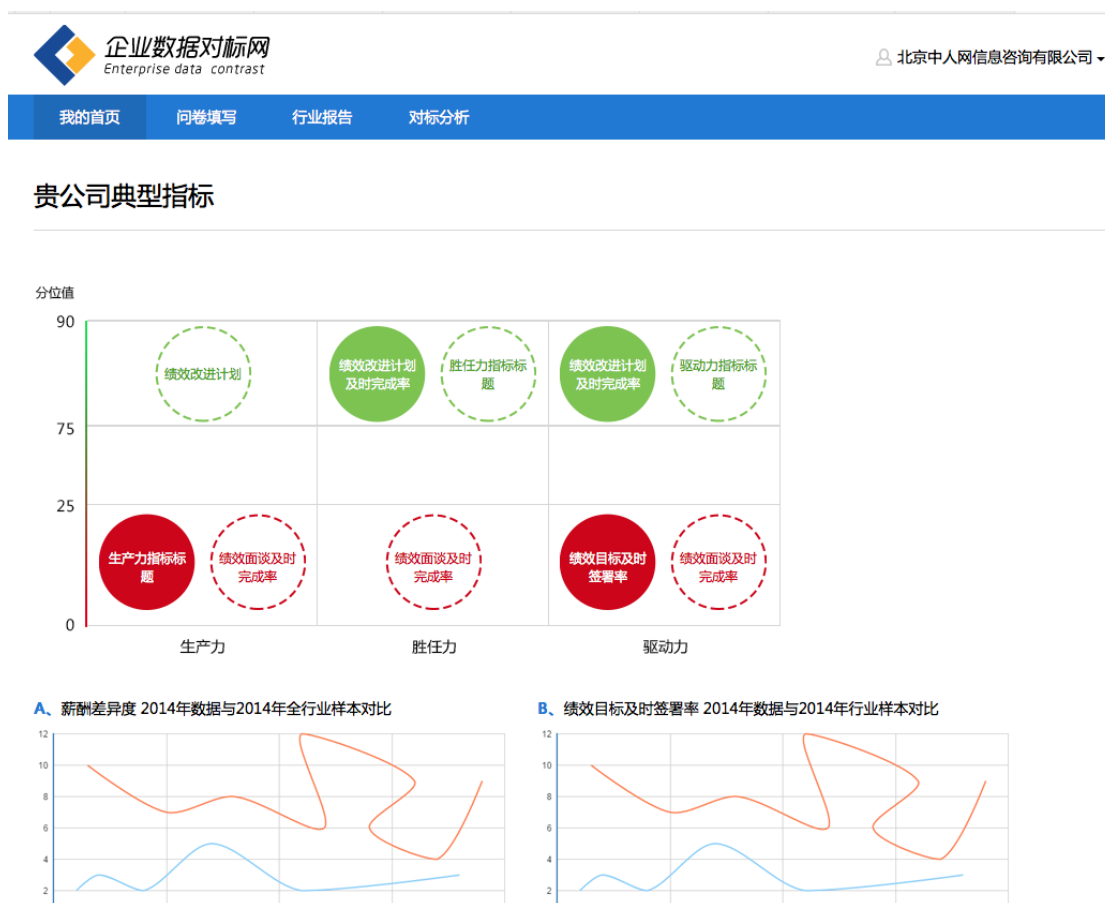 企业数据对标网
Enterprise data contrast
北京中人网信息咨询有限公司
我的首页 问卷填写 行业报告 对标分析
贵公司典型指标
分位值
90
绩效改进计划
绩效改进计划
及时完成率
胜任力指标标
题
绩效改进计划
及时完成率
驱动力指标标
题
75
25
生产力指标标
题
绩效面谈及时
完成率
绩效面谈及时
完成率
绩效目标及时
签署率
绩效面谈及时
完成率
0
生产力 胜任力 驱动力
A、薪酬差异度 2014年数据与2014年全行业样本对比
12
10
8
6
4
2
B、绩效目标及时签署率 2014年数据与2014年行业样本对比
12
10
8
6
4
2